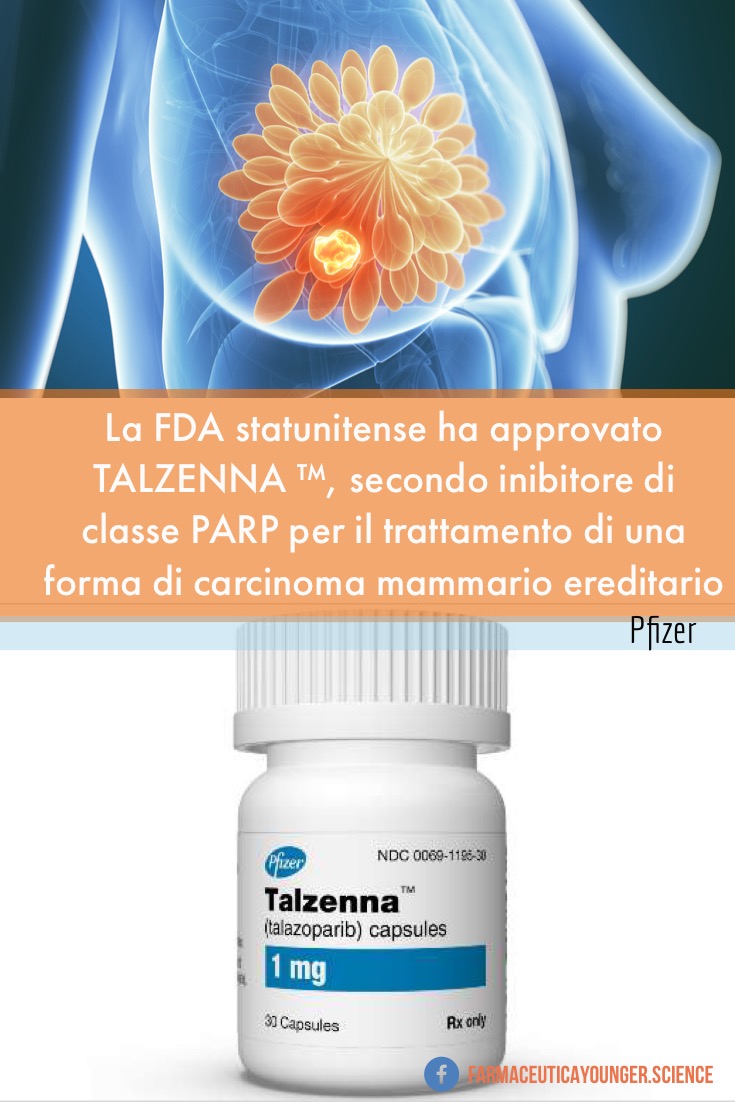 La FDA statunitense ha approvato
TALZENNA ™, secondo inibitore di
classe PARP per il trattamento di una
forma di carcinoma mammario ereditario
Pfizer
Pfizer
NDC 0069-1195-30
Talzenna™
(talazoparib) capsules
1 mg
30 Capsules
Rx only
f
FARMACEUTICAYOUNGER.SCIENCE